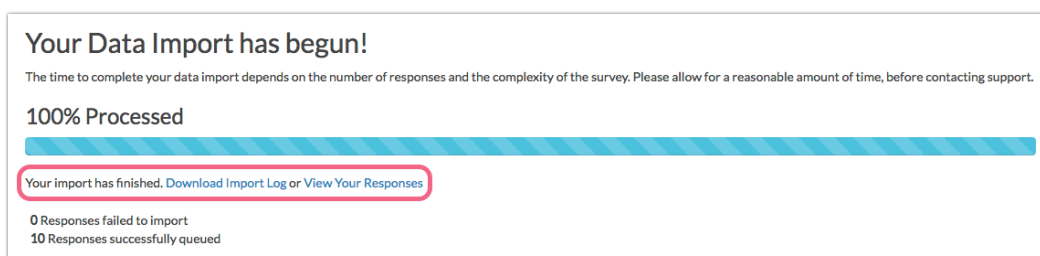 Your Data Import has begun!
The time to complete your data import depends on the number of responses and the complexity of the survey. Please allow for a reasonable amount of time, before contacting support.
100% Processed
Your import has finished. Download Import Log or View Your Responses
0 Responses failed to import
10 Responses successfully queued